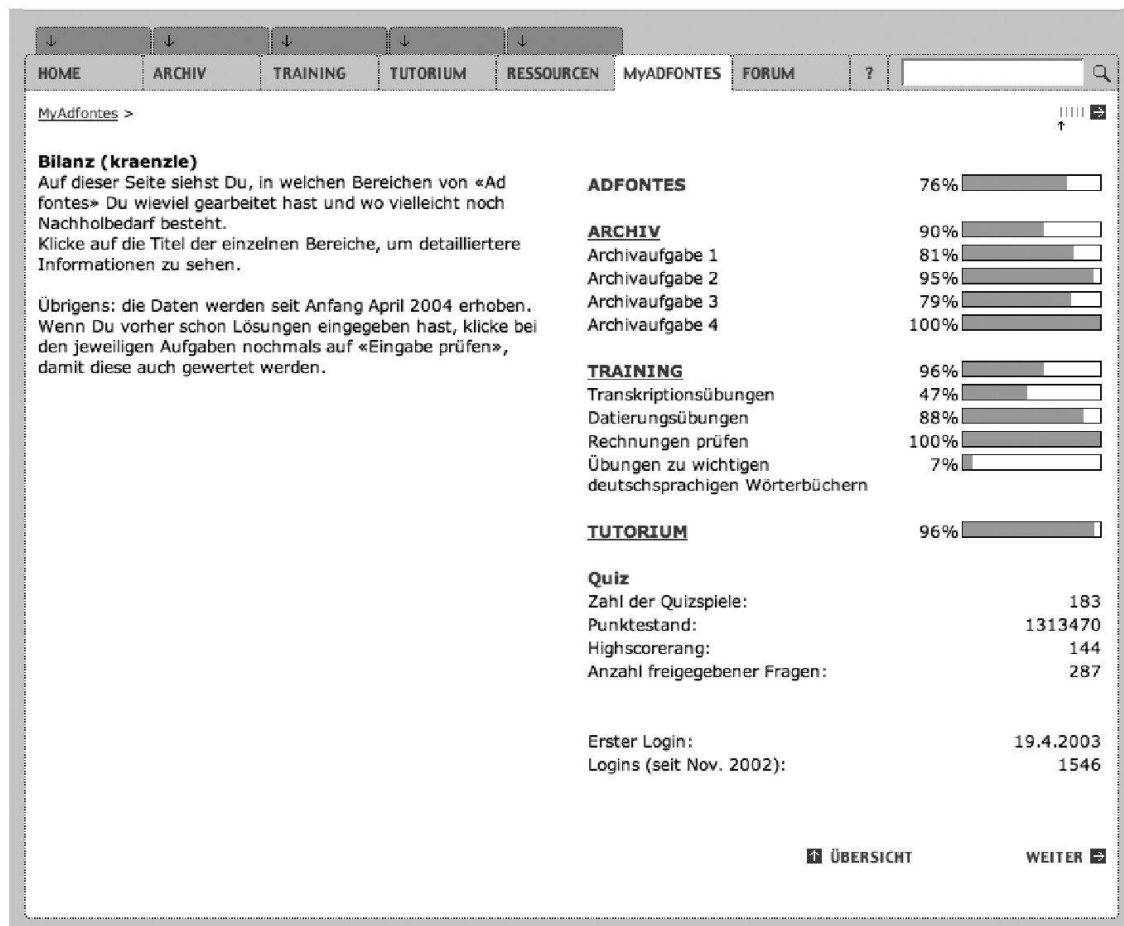 HOME ARCHIV TRAINING TUTORIUM RESSOURCEN MyADFONTES FORUM ?
MyAdfontes >
Bilanz (kraenzle)
Auf dieser Seite siehst Du, in welchen Bereichen von «Ad
fontes» Du wieviel gearbeitet hast und wo vielleicht noch
Nachholbedarf besteht.
Klicke auf die Titel der einzelnen Bereiche, um detailliertere
Informationen zu sehen.
Übrigens: die Daten werden seit Anfang April 2004 erhoben.
Wenn Du vorher schon Lösungen eingegeben hast, klicke bei
den jeweiligen Aufgaben nochmals auf «Eingabe prüfen»,
damit diese auch gewertet werden.
ADFONTES 76%
ARCHIV 90%
Archivaufgabe 1 81%
Archivaufgabe 2 95%
Archivaufgabe 3 79%
Archivaufgabe 4 100%
TRAINING 96%
Transkriptionsübungen 47%
Datierungsübungen 88%
Rechnungen prüfen 100%
Übungen zu wichtigen 7%
deutschsprachigen Wörterbüchern
TUTORIUM 96%
Quiz
Zahl der Quizspiele: 183
Punktestand: 1313470
Highscorerang: 144
Anzahl freigegebener Fragen: 287
Erster Login: 19.4.2003
Logins (seit Nov. 2002): 1546
ÜBERSICHT WEITER